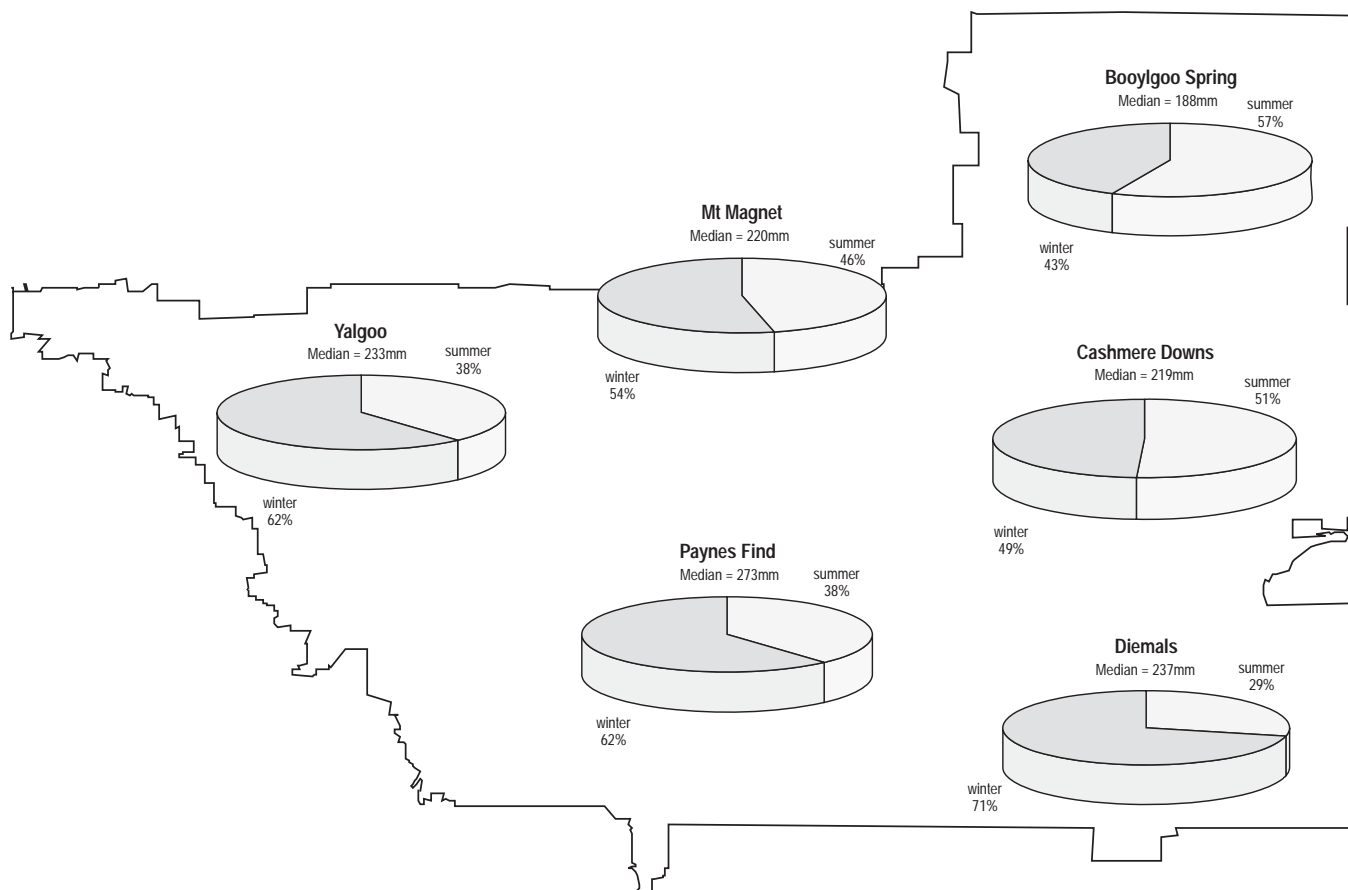 Booylgoo Spring
Median = 188mm
summer
57%
winter
43%
Mt Magnet
Median = 220mm
summer
46%
winter
54%
Yalgoo
Median = 233mm
summer
38%
winter
62%
Cashmere Downs
Median = 219mm
summer
51%
winter
49%
Paynes Find
Median = 273mm
summer
38%
winter
62%
Diemals
Median = 237mm
summer
29%
winter
71%